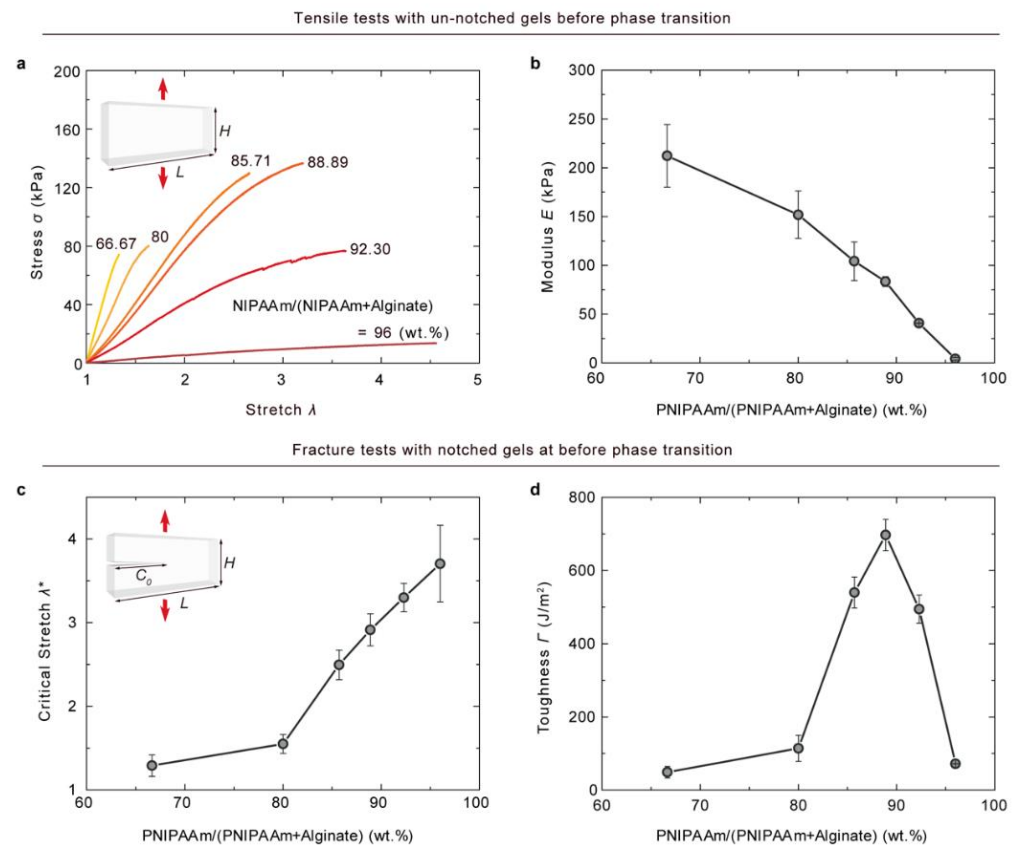 Tensile tests with un-notched gels before phase transition
a
200
160
120
80
40
0
1
2
3
4
5
Stress σ (kPa)
Stretch λ
H
L
66.67
80
85.71
88.89
92.30
NIPAAm/(NIPAAm+Alginate)
= 96 (wt.%)
b
300
250
200
150
100
50
0
60
70
80
90
100
Modulus E (kPa)
PNIPAAm/(PNIPAAm+Alginate) (wt.%)
Fracture tests with notched gels at before phase transition
c
4
3
2
1
60
70
80
90
100
Critical Stretch λ*
H
C₀
L
PNIPAAm/(PNIPAAm+Alginate) (wt.%)
d
800
600
400
200
0
60
70
80
90
100
Toughness Γ (J/m²)
PNIPAAm/(PNIPAAm+Alginate) (wt.%)